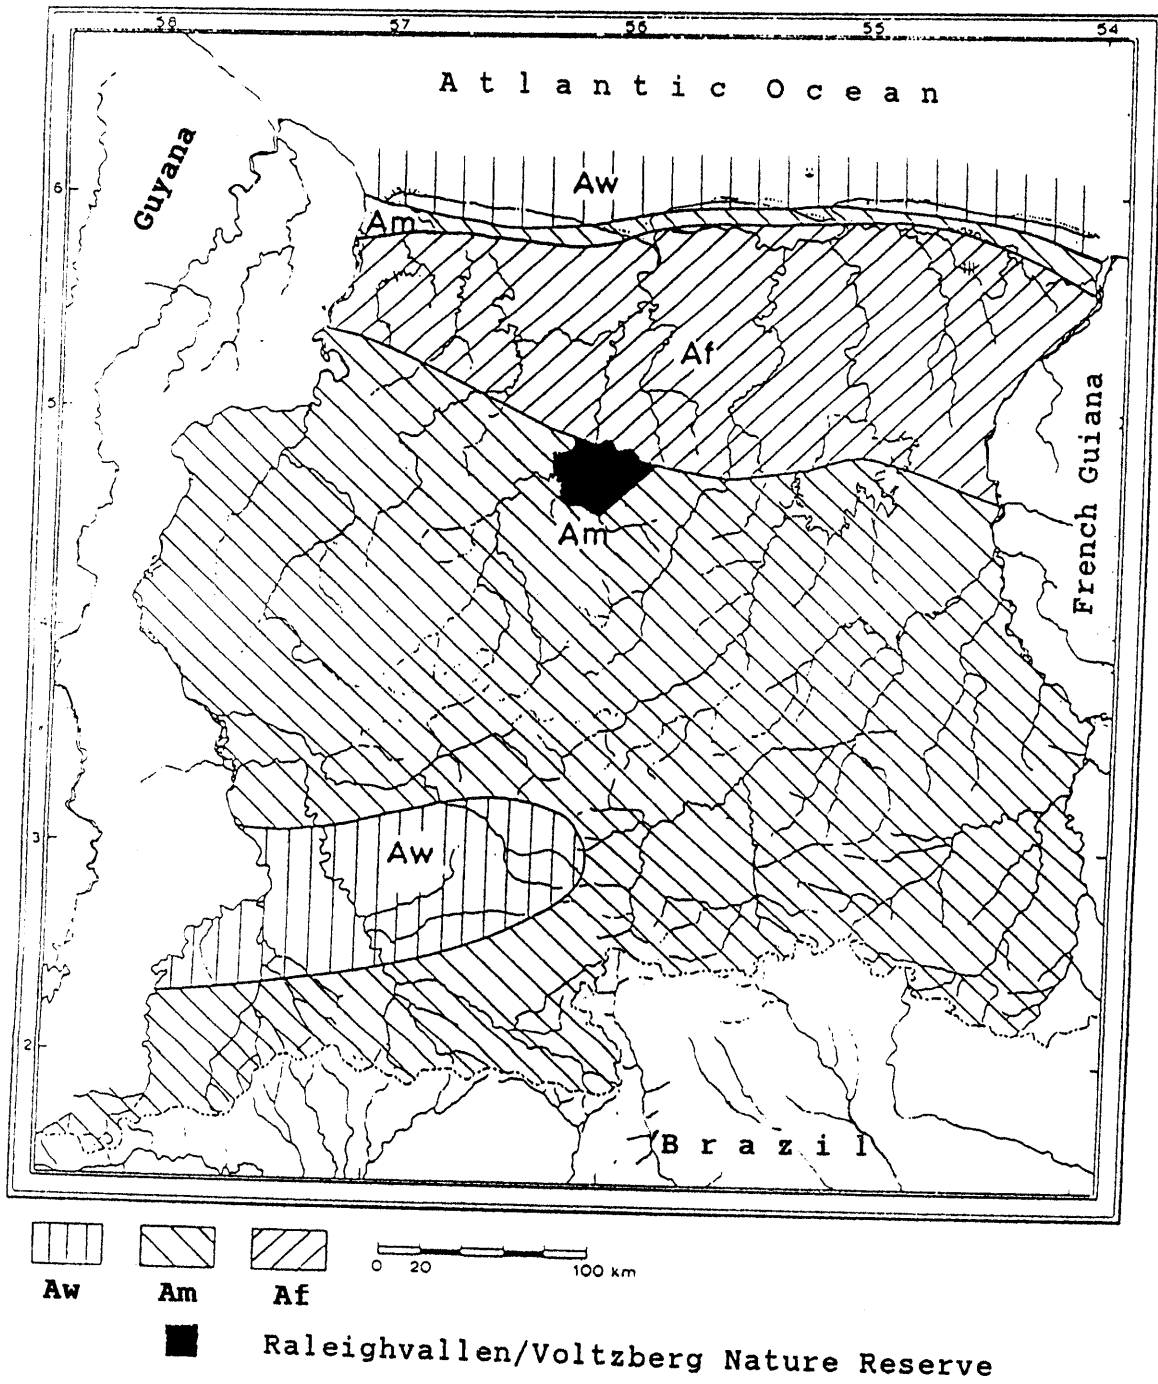 58 57 56 55 54
Atlantic Ocean
Guyana
6
Aw
Am
Af
5
French Guiana
Am
3
Aw
2
Brazil
Aw Am Af
0 20 100 km
Raleighvallen/Voltzberg Nature Reserve